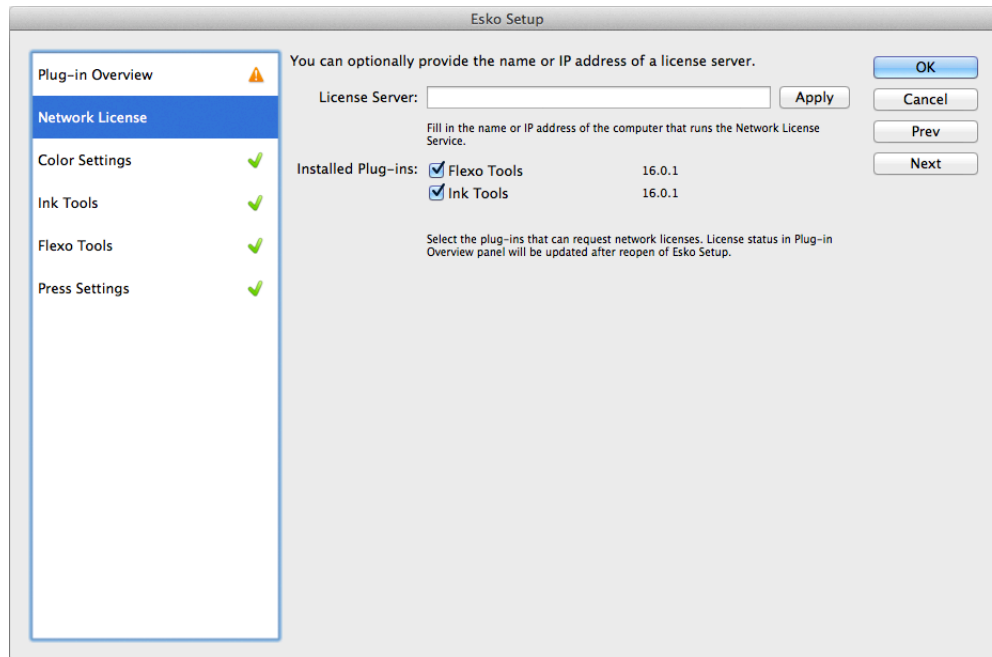 Esko Setup
Plug-in Overview
Network License
Color Settings
Ink Tools
Flexo Tools
Press Settings
You can optionally provide the name or IP address of a license server.
License Server:
Apply
Fill in the name or IP address of the computer that runs the Network License
Service.
Installed Plug-ins:
Flexo Tools 16.0.1
Ink Tools 16.0.1
Select the plug-ins that can request network licenses. License status in Plug-in
Overview panel will be updated after reopen of Esko Setup.
OK
Cancel
Prev
Next